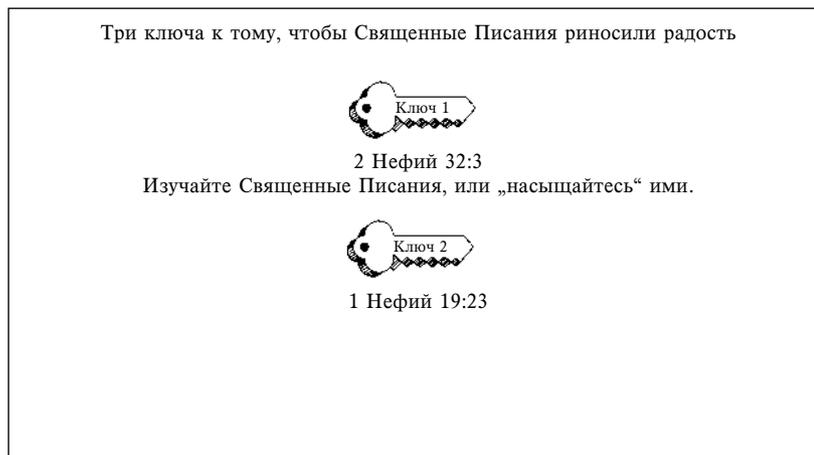 Три ключа к тому, чтобы Священные Писания риносили радость
Ключ 1
2 Нефий 32:3
Изучайте Священные Писания, или „насыщайтесь“ ими.
Ключ 2
1 Нефий 19:23